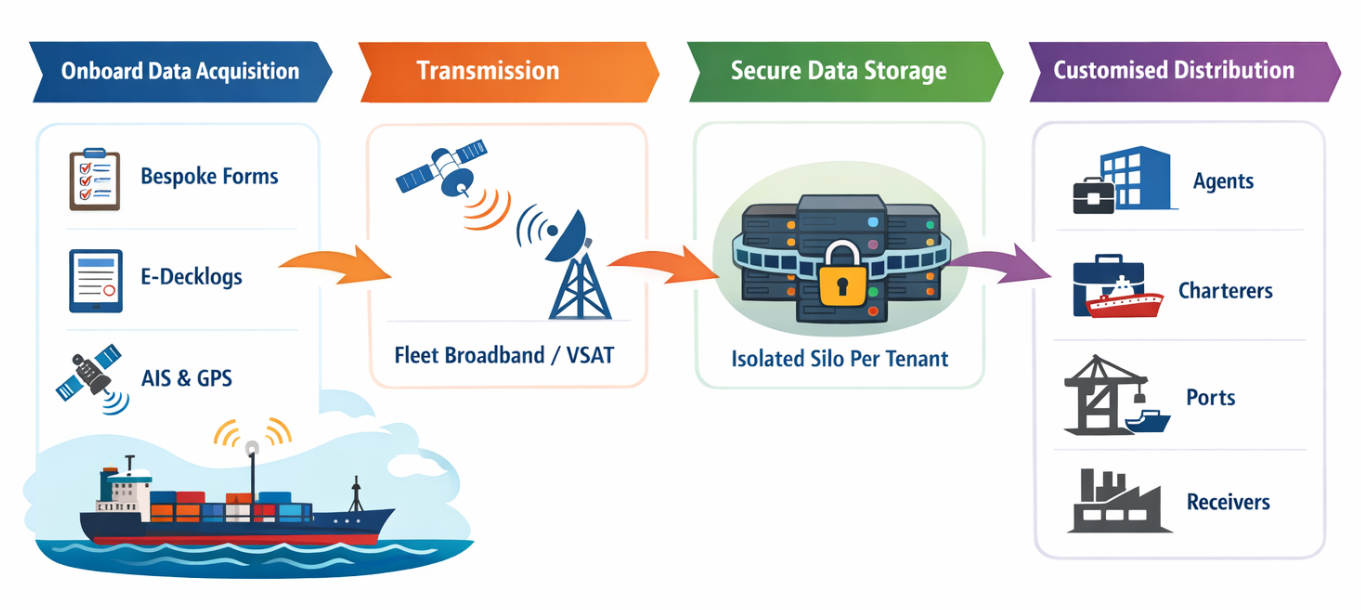 Onboard Data Acquisition
Transmission
Secure Data Storage
Customised Distribution
Bespoke Forms
E-Decklogs
AIS & GPS
Fleet Broadband / VSAT
Isolated Silo Per Tenant
Agents
Charterers
Ports
Receivers